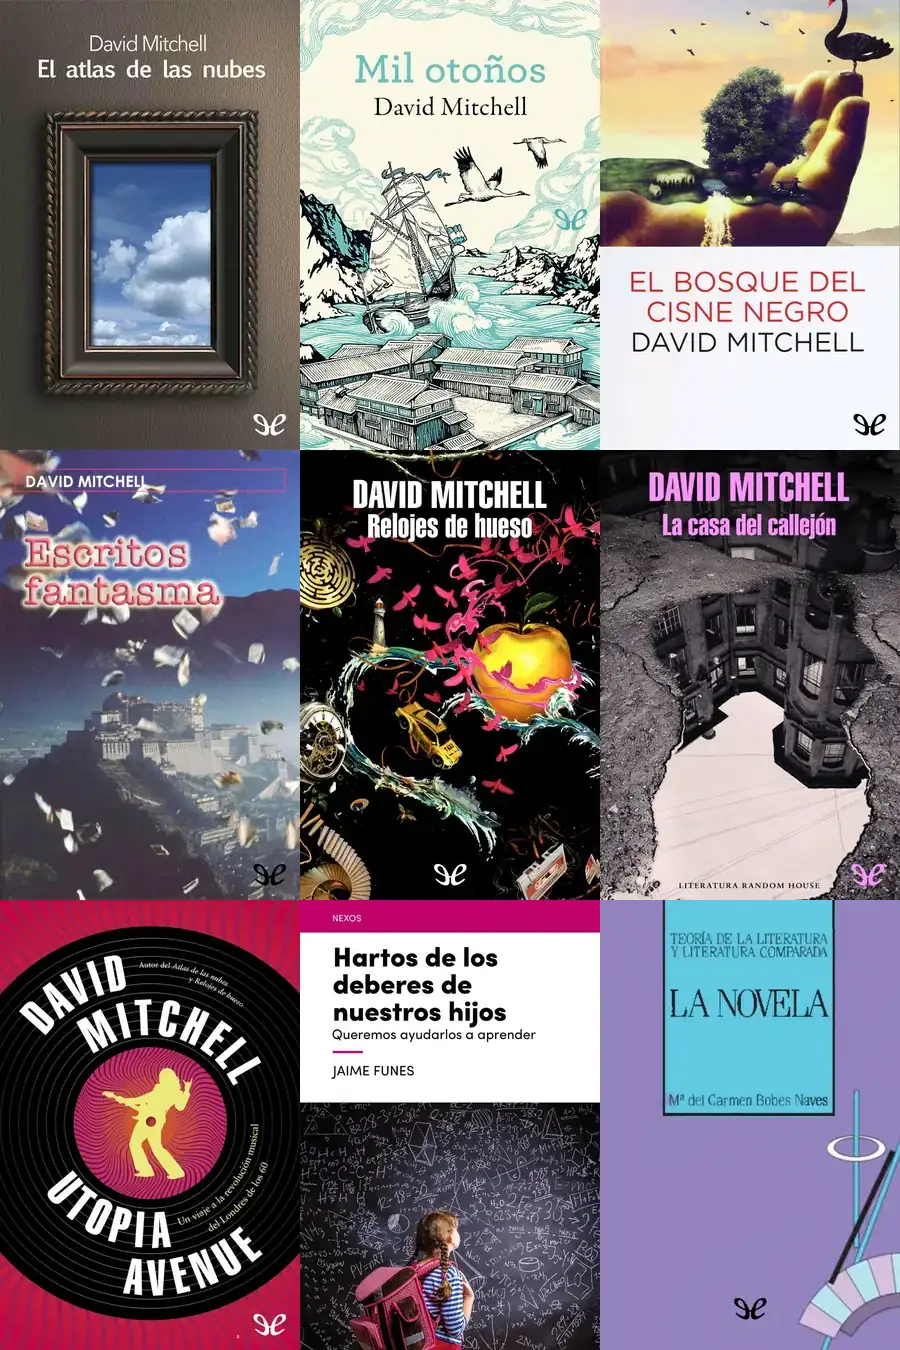 David Mitchell
El atlas de las nubes
Mil otoños
David Mitchell
EL BOSQUE DEL
CISNE NEGRO
DAVID MITCHELL
DAVID MITCHELL
Escritos
fantasma
DAVID MITCHELL
Relojes de hueso
DAVID MITCHELL
La casa del callejón
LITERATURA RANDOM HOUSE
DAVID
MITCHELL
Autor del Atlas de las nubes
y Relojes de hueso
UTOPIA
AVENUE
Un viaje a la revolución musical
del Londres de los 60
NEXOS
Hartos de los
deberes de
nuestros hijos
Queremos ayudarlos a aprender
JAIME FUNES
TEORÍA DE LA LITERATURA
Y LITERATURA COMPARADA
LA NOVELA
Mª del Carmen Bobes Naves